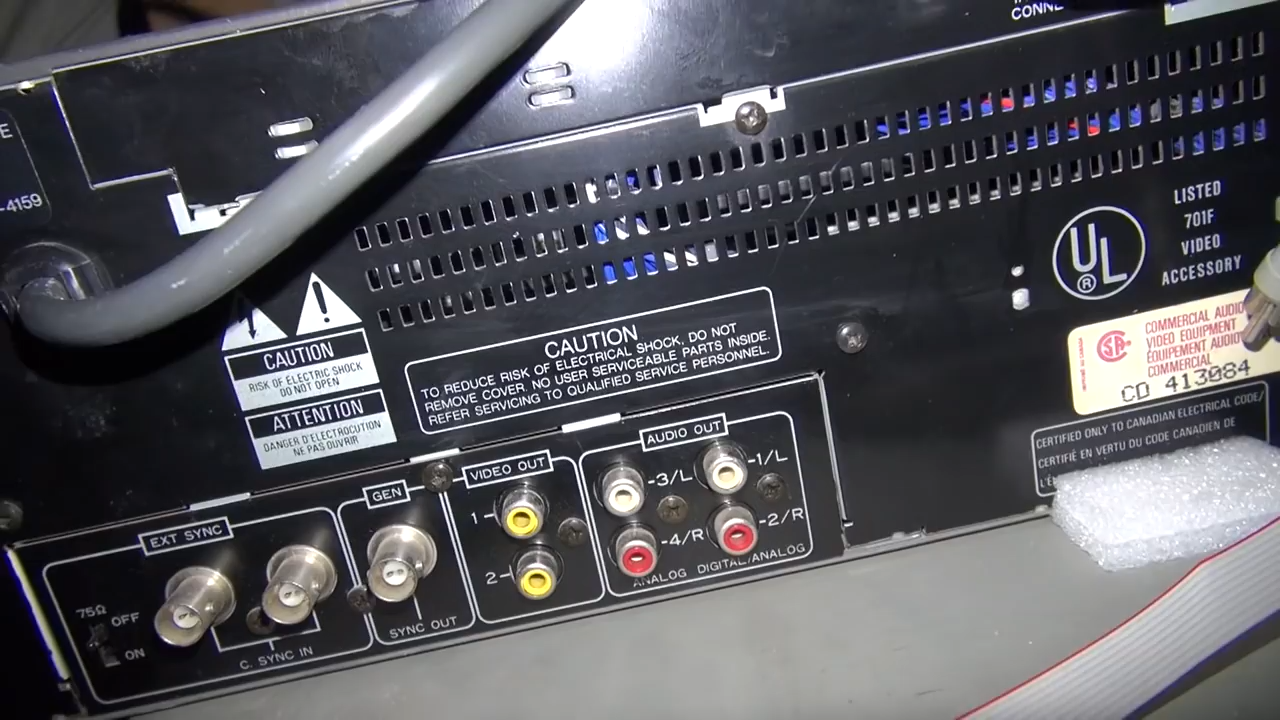 CONNE
E
-4159
LISTED
701F
VIDEO
ACCESSORY
UL
®
CAUTION
RISK OF ELECTRIC SHOCK
DO NOT OPEN
ATTENTION
DANGER D'ELECTROCUTION
NE PAS OUVRIR
CAUTION
TO REDUCE RISK OF ELECTRICAL SHOCK, DO NOT
REMOVE COVER. NO USER SERVICEABLE PARTS INSIDE.
REFER SERVICING TO QUALIFIED SERVICE PERSONNEL.
COMMERCIAL AUDIO
VIDEO EQUIPMENT
ÉQUIPEMENT AUDIO
COMMERCIAL
CD 413084
CERTIFIED ONLY TO CANADIAN ELECTRICAL CODE/
CERTIFIÉ EN VERTU DU CODE CANADIEN DE
EXT SYNC
75Ω
OFF
ON
C. SYNC IN
GEN
SYNC OUT
VIDEO OUT
1
2
AUDIO OUT
3/L
1/L
4/R
2/R
ANALOG
DIGITAL/ANALOG